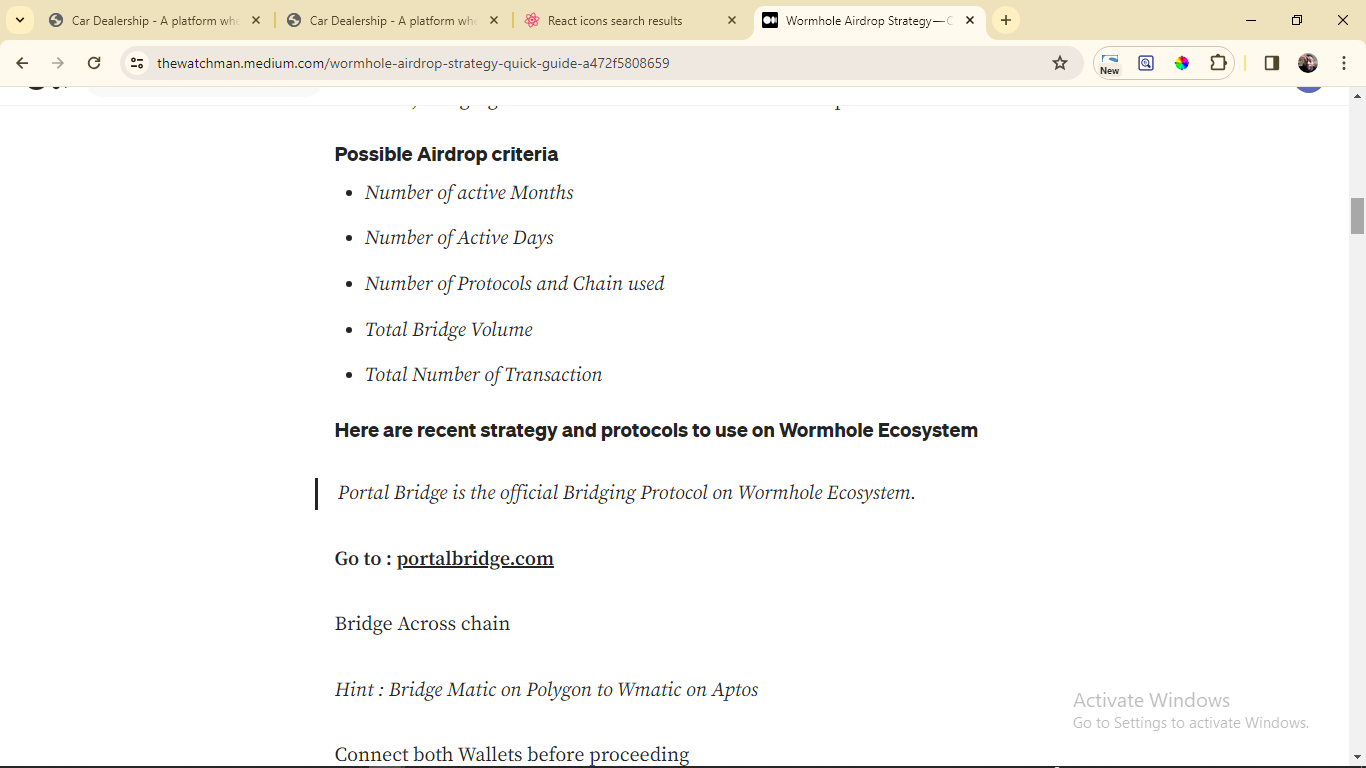 Car Dealership - A platform whe
Car Dealership - A platform whe
React icons search results
Wormhole Airdrop Strategy— C
thewatchman.medium.com/wormhole-airdrop-strategy-quick-guide-a472f5808659
New
Possible Airdrop criteria
Number of active Months
Number of Active Days
Number of Protocols and Chain used
Total Bridge Volume
Total Number of Transaction
Here are recent strategy and protocols to use on Wormhole Ecosystem
Portal Bridge is the official Bridging Protocol on Wormhole Ecosystem.
Go to : portalbridge.com
Bridge Across chain
Hint : Bridge Matic on Polygon to Wmatic on Aptos
Activate Windows
Go to Settings to activate Windows.
Connect both Wallets before proceeding